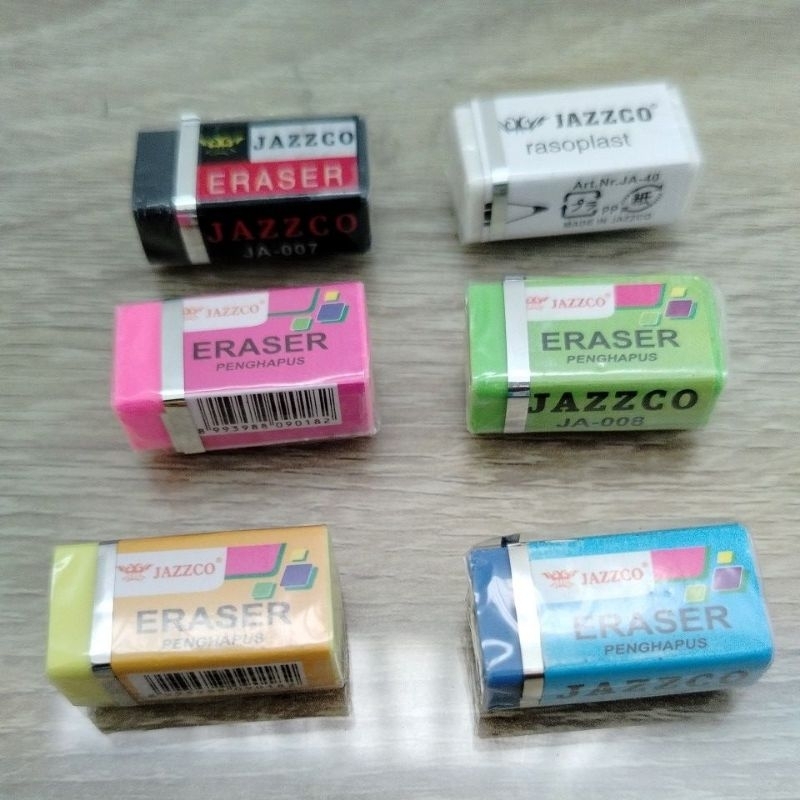 JAZZCO
ERASER
JAZZCO
JA-007
JAZZCO®
rasoplast
Art.Nr.JA-40
PP
MADE IN JAZZCO
JAZZCO®
ERASER
PENGHAPUS
8 993988 090182
JAZZCO
ERASER
PENGHAPUS
JAZZCO
JA-008
JAZZCO®
ERASER
PENGHAPUS
JAZZCO
ERASER
PENGHAPUS
JAZZCO